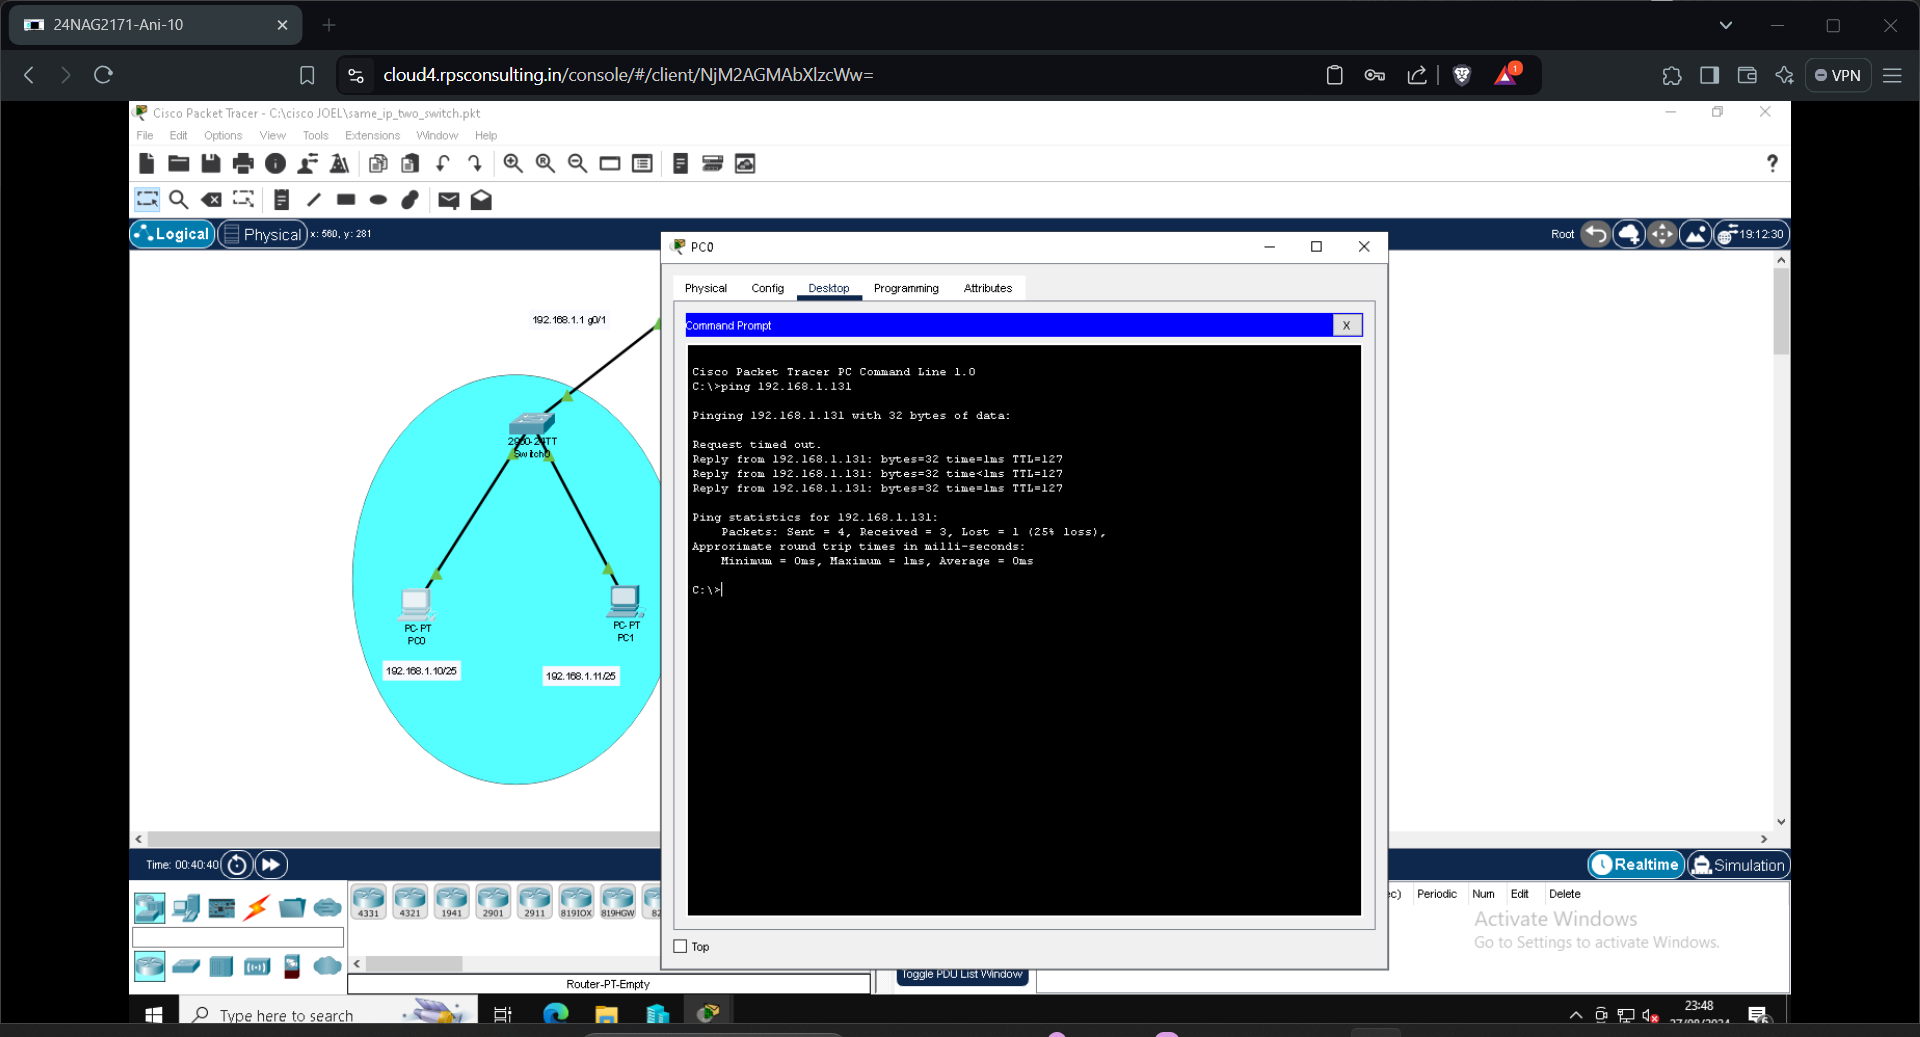 24NAG2171-Ani-10
cloud4.rpsconsulting.in/console/#/client/NjM2AGMAbXlzcWw=
1
VPN
Cisco Packet Tracer - C:\cisco JOEL\same_ip_two_switch.pkt
File Edit Options View Tools Extensions Window Help
?
Logical Physical x: 560, y: 281
Root 19:12:30
PC0
Physical Config Desktop Programming Attributes
192.168.1.1 g0/1
Command Prompt X
Cisco Packet Tracer PC Command Line 1.0
C:\>ping 192.168.1.131
Pinging 192.168.1.131 with 32 bytes of data:
Request timed out.
Reply from 192.168.1.131: bytes=32 time=1ms TTL=127
Reply from 192.168.1.131: bytes=32 time<1ms TTL=127
Reply from 192.168.1.131: bytes=32 time=1ms TTL=127
Ping statistics for 192.168.1.131:
Packets: Sent = 4, Received = 3, Lost = 1 (25% loss),
Approximate round trip times in milli-seconds:
Minimum = 0ms, Maximum = 1ms, Average = 0ms
C:\>
2960-24TT
Switch0
PC-PT
PC0
PC-PT
PC1
192.168.1.10/25
192.168.1.11/25
Top
Time: 00:40:40
Realtime Simulation
4331 4321 1941 2901 2911 819IOX 819HGW 82
ec) Periodic Num Edit Delete
Activate Windows
Go to Settings to activate Windows.
Toggle PDU List Window
Router-PT-Empty
Type here to search
23:48
27/08/2024